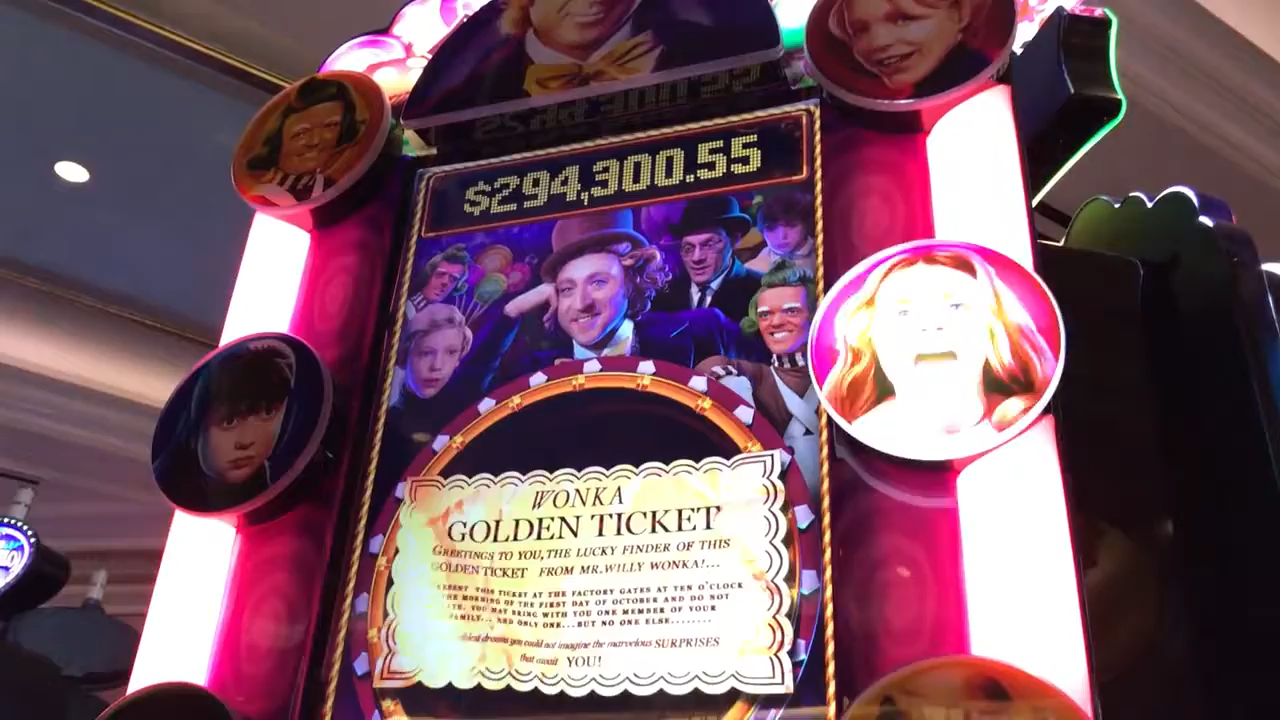 $294,300.55
WONKA
GOLDEN TICKET
GREETINGS TO YOU, THE LUCKY FINDER OF THIS
GOLDEN TICKET FROM MR. WILLY WONKA!...
THIS TICKET AT THE FACTORY GATES AT TEN O'CLOCK
THE MORNING OF THE FIRST DAY OF OCTOBER AND DO NOT
YOU MAY BRING WITH YOU ONE MEMBER OF YOUR
FAMILY... AND ONLY ONE... BUT NO ONE ELSE........
dreams you could not imagine the marvelous SURPRISES
that await YOU!